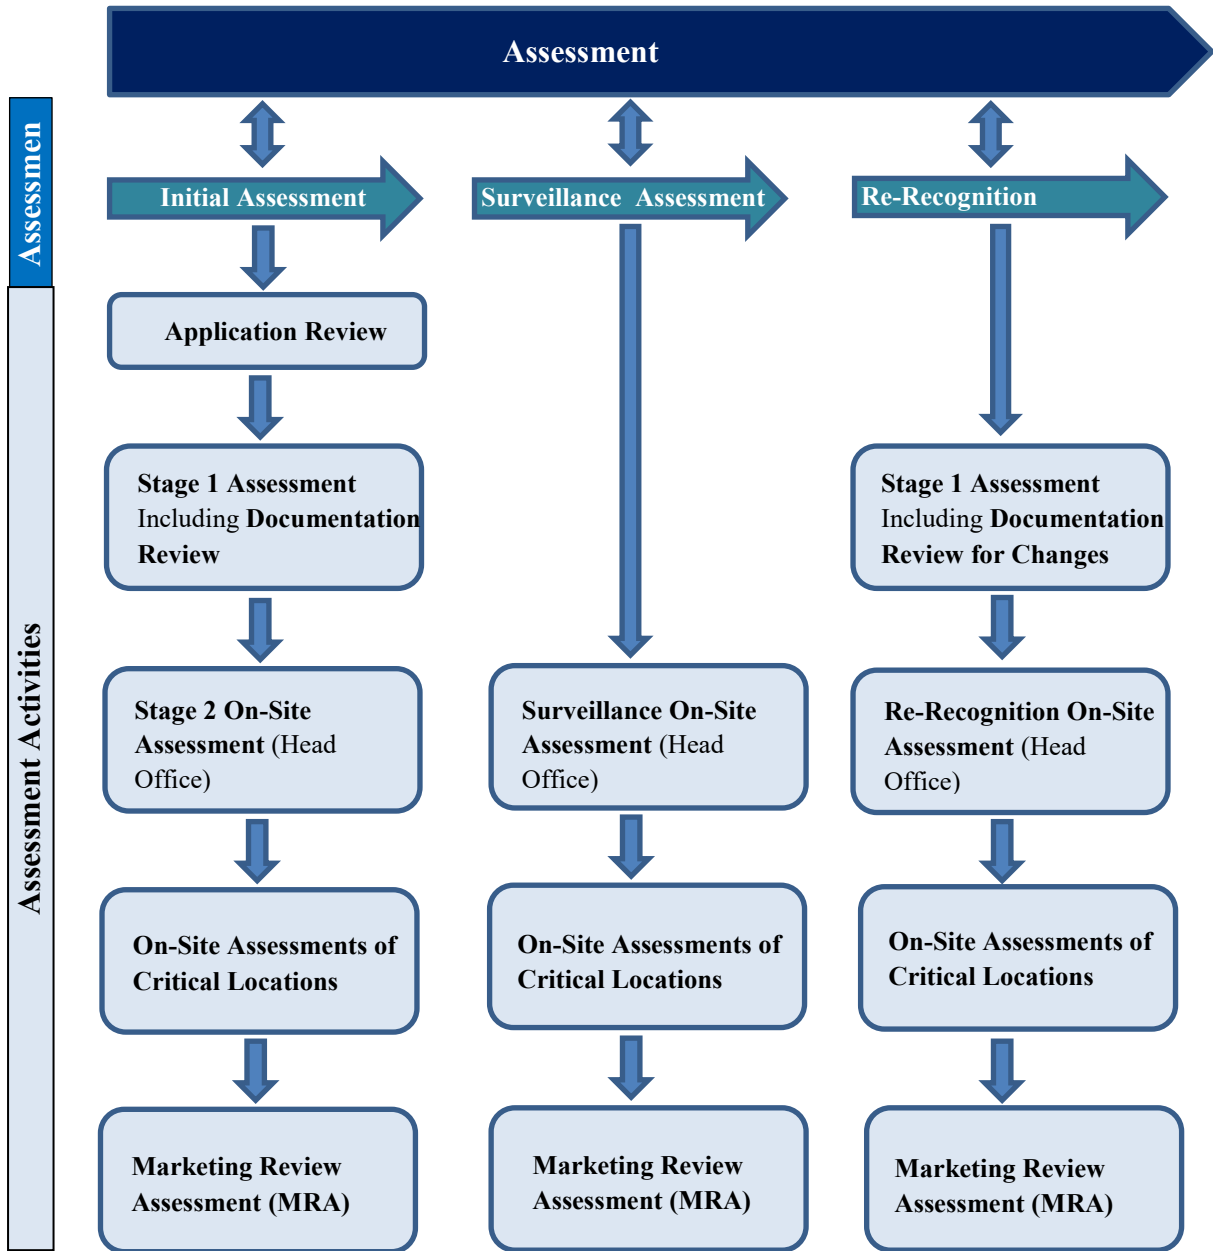 Assessment
Assessmen
Initial Assessment
Surveillance Assessment
Re-Recognition
Assessment Activities
Application Review
Stage 1 Assessment
Including Documentation
Review
Stage 1 Assessment
Including Documentation
Review for Changes
Stage 2 On-Site
Assessment (Head
Office)
Surveillance On-Site
Assessment (Head
Office)
Re-Recognition On-Site
Assessment (Head
Office)
On-Site Assessments of
Critical Locations
On-Site Assessments of
Critical Locations
On-Site Assessments of
Critical Locations
Marketing Review
Assessment (MRA)
Marketing Review
Assessment (MRA)
Marketing Review
Assessment (MRA)